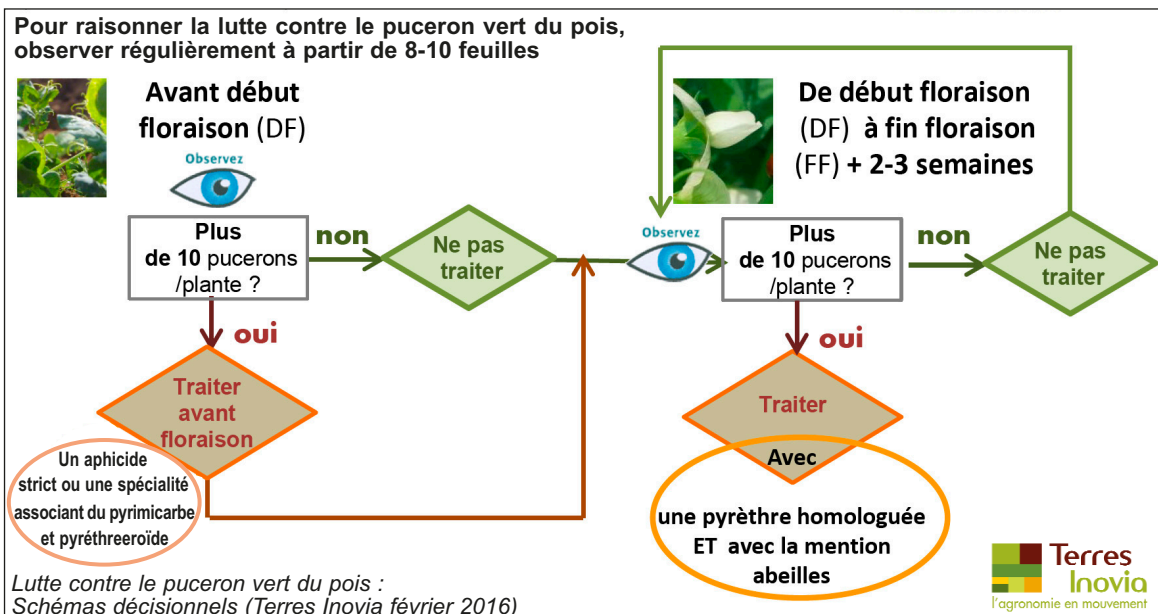 Pour raisonner la lutte contre le puceron vert du pois,
observer régulièrement à partir de 8-10 feuilles
Avant début
floraison (DF)
Observez
Plus
de 10 pucerons
/plante ?
non
Ne pas
traiter
oui
Traiter
avant
floraison
Un aphicide
strict ou une spécialité
associant du pyrimicarbe
et pyréthreeroïde
De début floraison
(DF) à fin floraison
(FF) + 2-3 semaines
Observez
Plus
de 10 pucerons
/plante ?
non
Ne pas
traiter
oui
Traiter
Avec
une pyrèthre homologuée
ET avec la mention
abeilles
Lutte contre le puceron vert du pois :
Schémas décisionnels (Terres Inovia février 2016)
Terres
Inovia
l'agronomie en mouvement